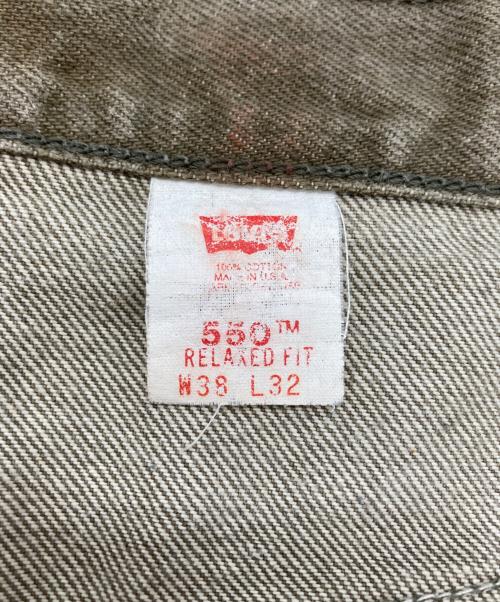 LEVI'S
100% COTTON
MADE IN U.S.A.
550™
RELAXED FIT
W38 L32